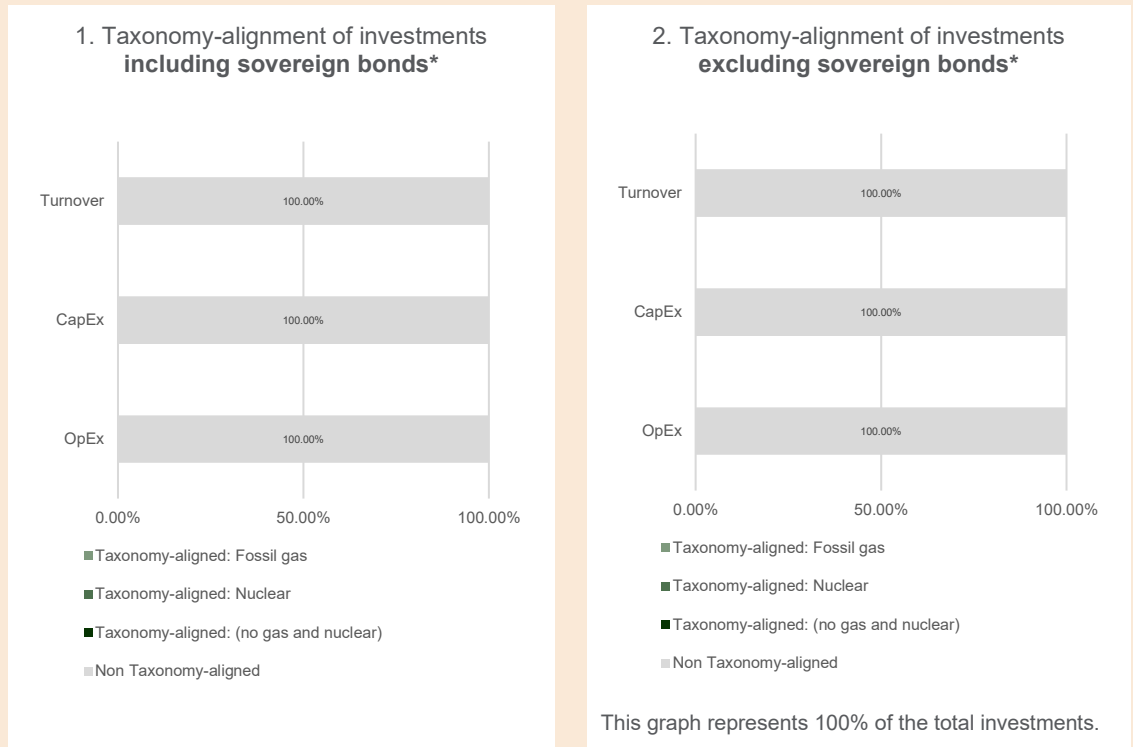 1. Taxonomy-alignment of investments
including sovereign bonds*
Turnover
100.00%
CapEx
100.00%
OpEx
100.00%
0.00% 50.00% 100.00%
Taxonomy-aligned: Fossil gas
Taxonomy-aligned: Nuclear
Taxonomy-aligned: (no gas and nuclear)
Non Taxonomy-aligned
2. Taxonomy-alignment of investments
excluding sovereign bonds*
Turnover
100.00%
CapEx
100.00%
OpEx
100.00%
0.00% 50.00% 100.00%
Taxonomy-aligned: Fossil gas
Taxonomy-aligned: Nuclear
Taxonomy-aligned: (no gas and nuclear)
Non Taxonomy-aligned
This graph represents 100% of the total investments.